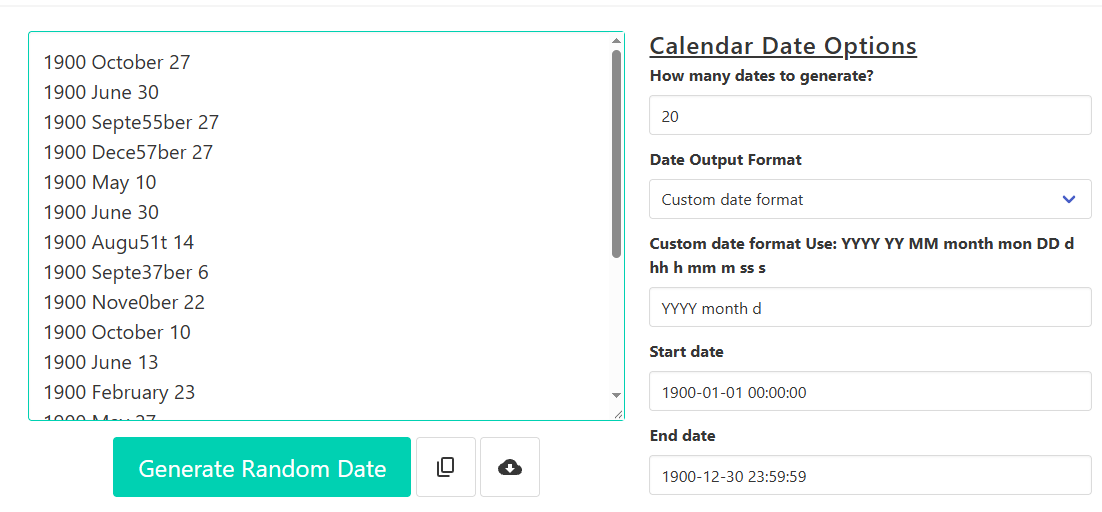 1900 October 27
1900 June 30
1900 Septe55ber 27
1900 Dece57ber 27
1900 May 10
1900 June 30
1900 Augu51t 14
1900 Septe37ber 6
1900 Nove0ber 22
1900 October 10
1900 June 13
1900 February 23
1900 May 27
Generate Random Date
Calendar Date Options
How many dates to generate?
20
Date Output Format
Custom date format
Custom date format Use: YYYY YY MM month mon DD d
hh h mm m ss s
YYYY month d
Start date
1900-01-01 00:00:00
End date
1900-12-30 23:59:59